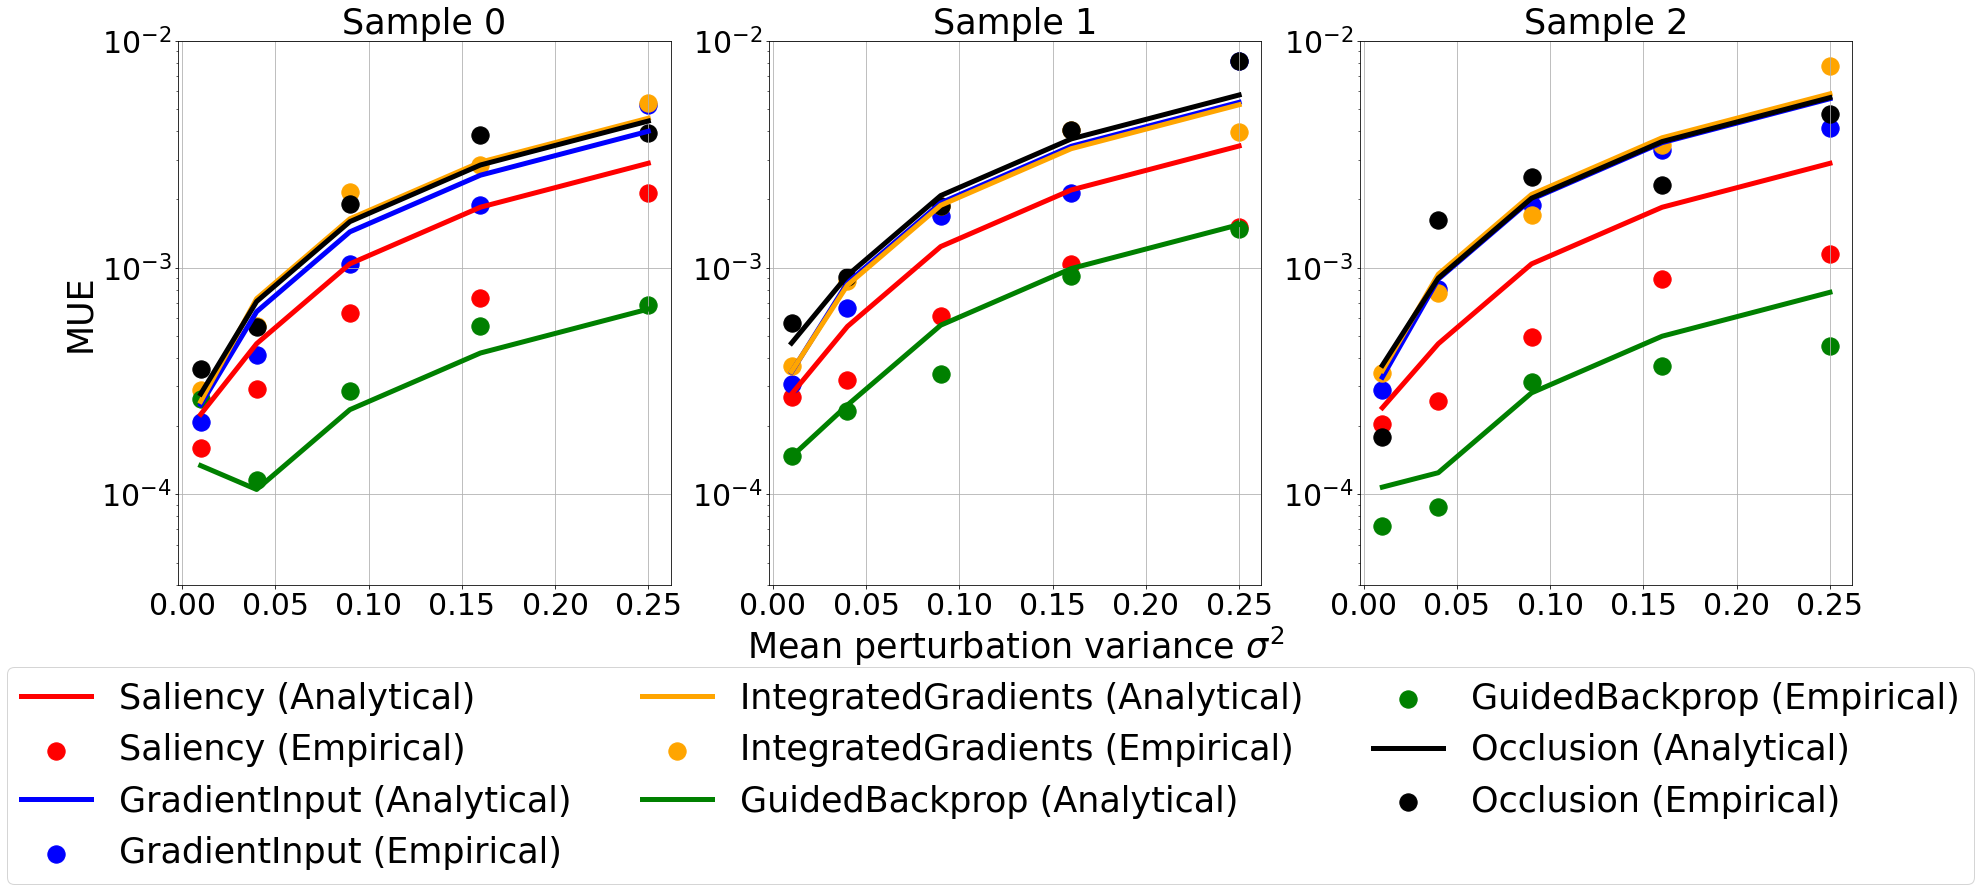 Sample 0 Sample 1 Sample 2
10⁻² 10⁻² 10⁻²
10⁻³ 10⁻³ 10⁻³
10⁻⁴ 10⁻⁴ 10⁻⁴
MUE
0.00 0.05 0.10 0.15 0.20 0.25 0.00 0.05 0.10 0.15 0.20 0.25 0.00 0.05 0.10 0.15 0.20 0.25
Mean perturbation variance σ²
Saliency (Analytical)
Saliency (Empirical)
GradientInput (Analytical)
GradientInput (Empirical)
IntegratedGradients (Analytical)
IntegratedGradients (Empirical)
GuidedBackprop (Analytical)
GuidedBackprop (Empirical)
Occlusion (Analytical)
Occlusion (Empirical)